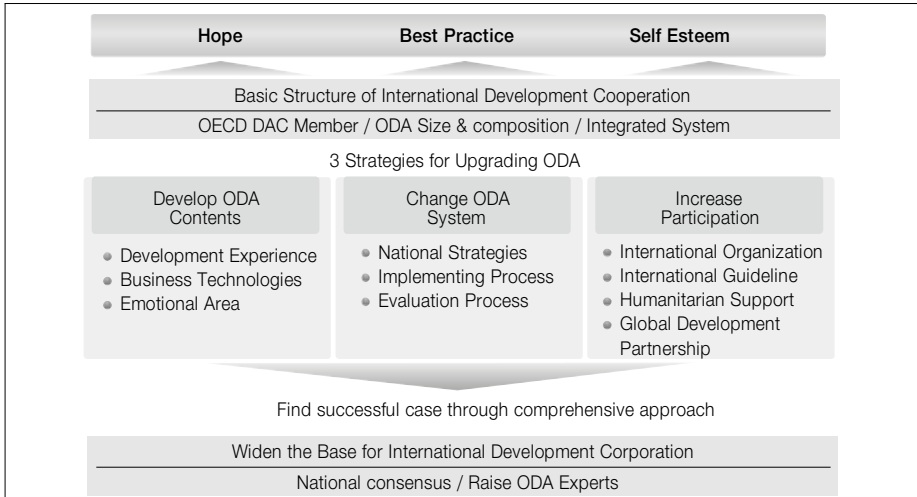 Hope
Best Practice
Self Esteem
Basic Structure of International Development Cooperation
OECD DAC Member / ODA Size & composition / Integrated System
3 Strategies for Upgrading ODA
Develop ODA
Contents
Development Experience
Business Technologies
Emotional Area
Change ODA
System
National Strategies
Implementing Process
Evaluation Process
Increase
Participation
International Organization
International Guideline
Humanitarian Support
Global Development
Partnership
Find successful case through comprehensive approach
Widen the Base for International Development Corporation
National consensus / Raise ODA Experts